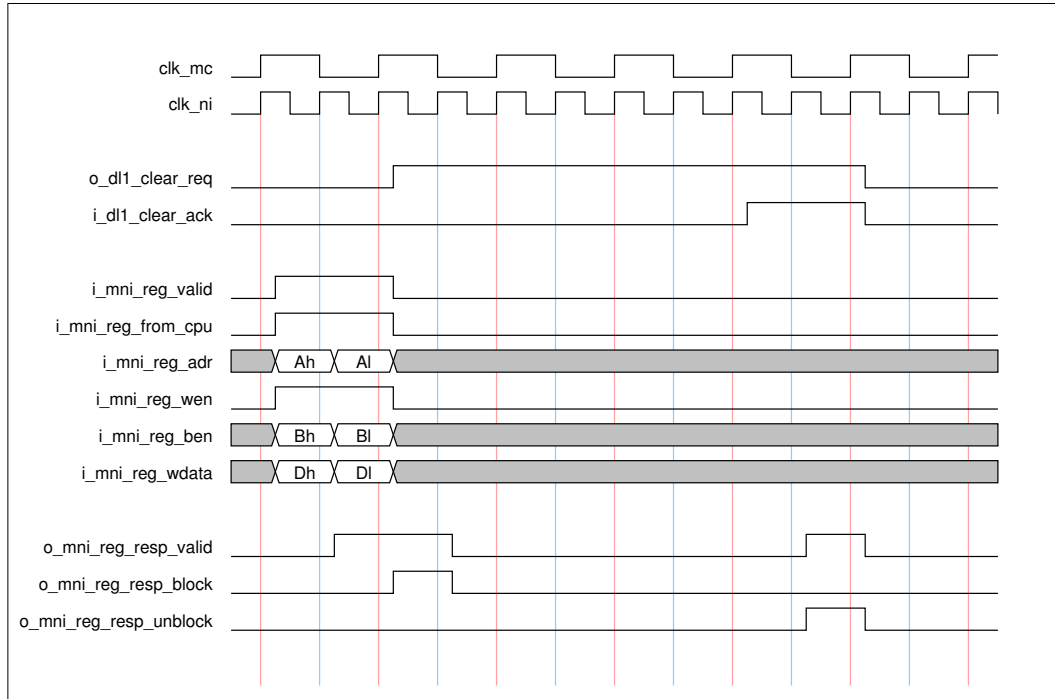 clk_mc
clk_ni
o_dl1_clear_req
i_dl1_clear_ack
i_mni_reg_valid
i_mni_reg_from_cpu
i_mni_reg_adr Ah Al
i_mni_reg_wen
i_mni_reg_ben Bh Bl
i_mni_reg_wdata Dh Dl
o_mni_reg_resp_valid
o_mni_reg_resp_block
o_mni_reg_resp_unblock